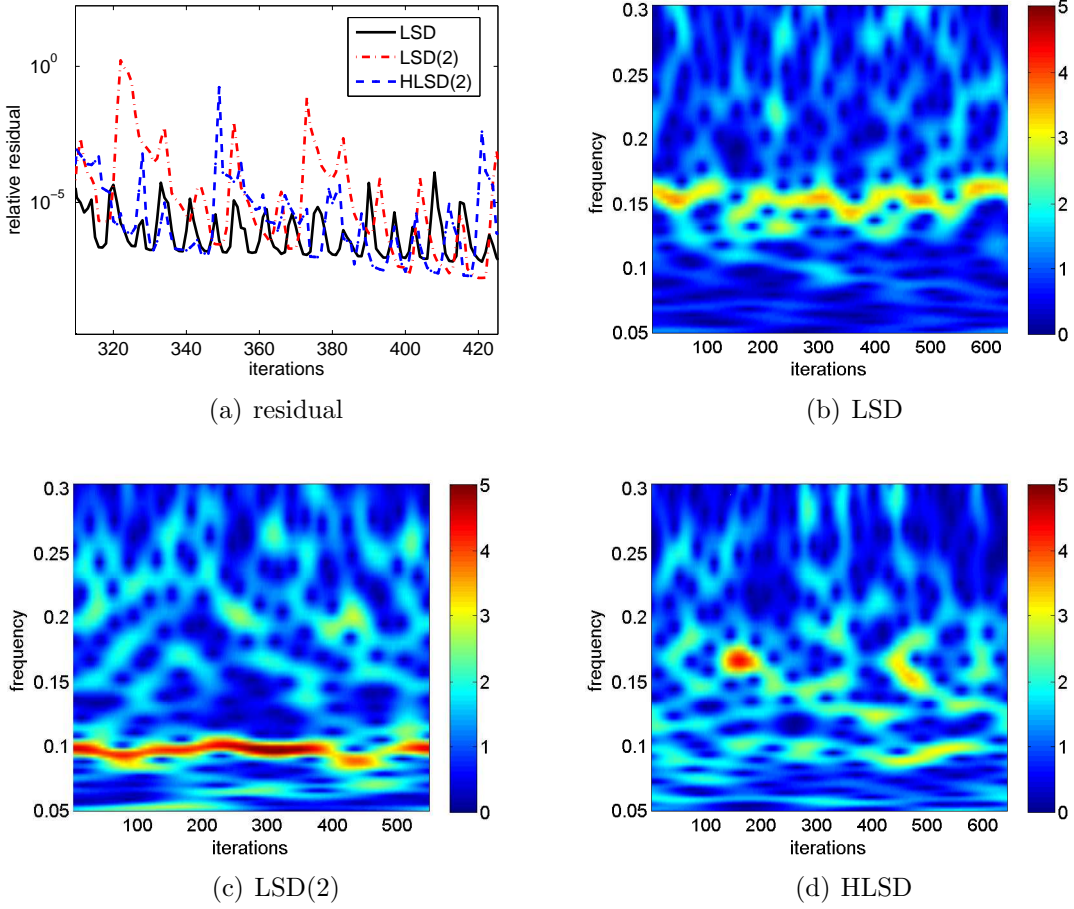 LSD
LSD(2)
HLSD(2)
10^0
10^-5
relative residual
320 340 360 380 400 420
iterations
(a) residual
0.3
0.25
0.2
0.15
0.1
0.05
frequency
100 200 300 400 500 600
iterations
5
4
3
2
1
0
(b) LSD
0.3
0.25
0.2
0.15
0.1
0.05
frequency
100 200 300 400 500
iterations
5
4
3
2
1
0
(c) LSD(2)
0.3
0.25
0.2
0.15
0.1
0.05
frequency
100 200 300 400 500 600
iterations
5
4
3
2
1
0
(d) HLSD